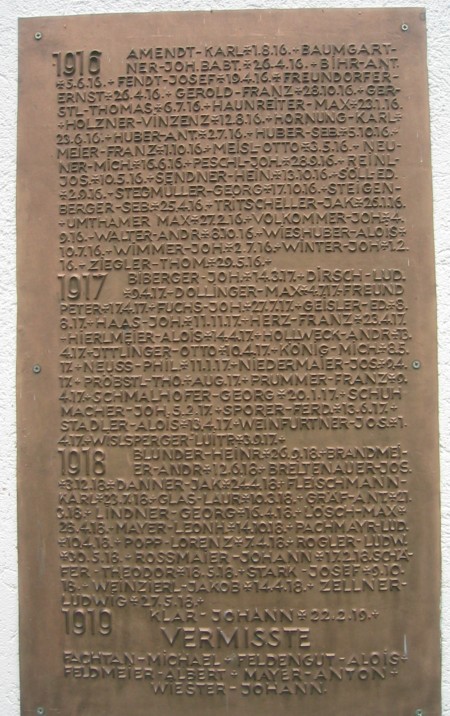 1916 AMENDT-KARL*1.8.16.*BAUMGART-
NER-JOH.BABT.*26.4.16.*BIHR-ANT.
*5.6.16.*FENDT-JOSEF*19.4.16.*FREUNDORFER-
ERNST*26.4.16.*GEROLD-FRANZ*28.10.16.*GER-
STL-THOMAS*6.7.16.*HAUNREITER-MAX*23.1.16.
*HOLZNER-VINZENZ*12.8.16.*HORNUNG-KARL*
23.6.16.*HUBER-ANT.*2.7.16.*HUBER-SEB.*5.10.16.
MEIER-FRANZ*1.10.16.*MEISL-OTTO*3.5.16.*NEU-
NER-MICH.*16.6.16.*PESCHL-JOH.*28.9.16.*REINL-
JOS.*10.5.16.*SENDNER-HEIN.*13.10.16.*SÖLL-ED.
*2.9.16.*STEGMÜLLER-GEORG*17.10.16.*STEIGEN-
BERGER-SEB.*25.4.16.*TRITSCHELLER-JAK*26.1.16.
*UMTHAMER MAX*27.2.16.*VOLKOMMER-JOH*4.
9.16.*WALTER-ANDR*8.10.16.*WIESHUBER-ALOIS*
10.7.16.*WIMMER-JOH*2.7.16.*WINTER-JOH*1.2.
16.*ZIEGLER-THOM.*29.5.16.*
1917 BIBERGER-JOH.*14.3.17.*DIRSCH-LUD.
*9.4.17*DOLLINGER-MAX*4.7.17*FREUND
PETER*17.4.17*FUCHS-JOH*27.7.17*GEISLER-ED*8.
8.17*HAAS-JOH*11.11.17*HERZ-FRANZ*23.4.17.
*HIERLMEIER-ALOIS*14.4.17*HOLLWECK-ANDR*3.
4.17.*JTTLINGER-OTTO*10.4.17.*KÖNIG-MICH*8.5.
17.*NEUSS-PHIL.*11.1.17.*NIEDERMAIER-JOS.*24.
17.*PRÖBSTL-THO.*AUG.17.*PRUMMER-FRANZ*9.
4.17.*SCHMALHOFER-GEORG*20.1.17.*SCHUH
MACHER-JOH.5.2.17*SPORER-FERD.*13.6.17.*
STADLER-ALOIS*13.4.17.*WEINFURTNER-JOS.*1.
4.17.*WISLSPERGER-LUITP.*3.9.17.*
1918 BLUNDER-HEINR*26.9.18.*BRANDMEI-
ER-ANDR*12.6.18.*BREITENAUER-JOS.
*3.12.18*DANNER-JAK*24.4.18.*FLEISCHMANN-
KARL*23.7.18*GLAS-LAUR*10.3.18.*GRAF-ANT*21.
3.18.*LINDNER-GEORG*16.4.18.*LÖSCH-MAX*
23.4.18.*MAYER-LEONH*14.10.18*PACHMAYR-LUD.
*10.4.18.*POPP-LORENZ*7.4.18*ROGLER-LUDW.
*30.5.18.*ROSSMAIER-JOHANN*17.2.18.SCHÄ-
FER THEODOR*18.5.18.*STARK JOSEF*9.10.
18.*WEINZIERL-JAKOB*14.4.18.*ZELLNER-
LUDWIG*27.5.18.*
1919 KLAR-JOHANN*22.2.19.*
VERMISSTE
FACHTAN-MICHAEL*FELDENGUT-ALOIS*
FELDMEIER-ALBERT*MAYER-ANTON*
WIESTER-JOHANN.